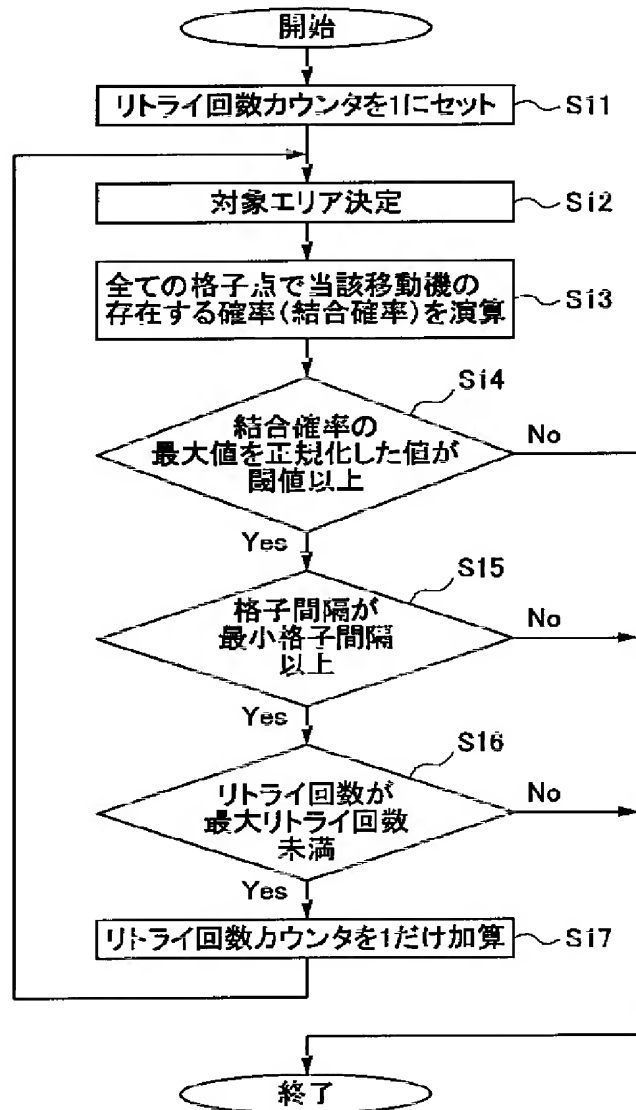 開始
リトライ回数カウンタを1にセット
S11
対象エリア決定
S12
全ての格子点で当該移動機の
存在する確率(結合確率)を演算
S13
S14
結合確率の
最大値を正規化した値が
閾値以上
No
Yes
S15
格子間隔が
最小格子間隔
以上
No
Yes
S16
リトライ回数が
最大リトライ回数
未満
No
Yes
リトライ回数カウンタを1だけ加算
S17
終了